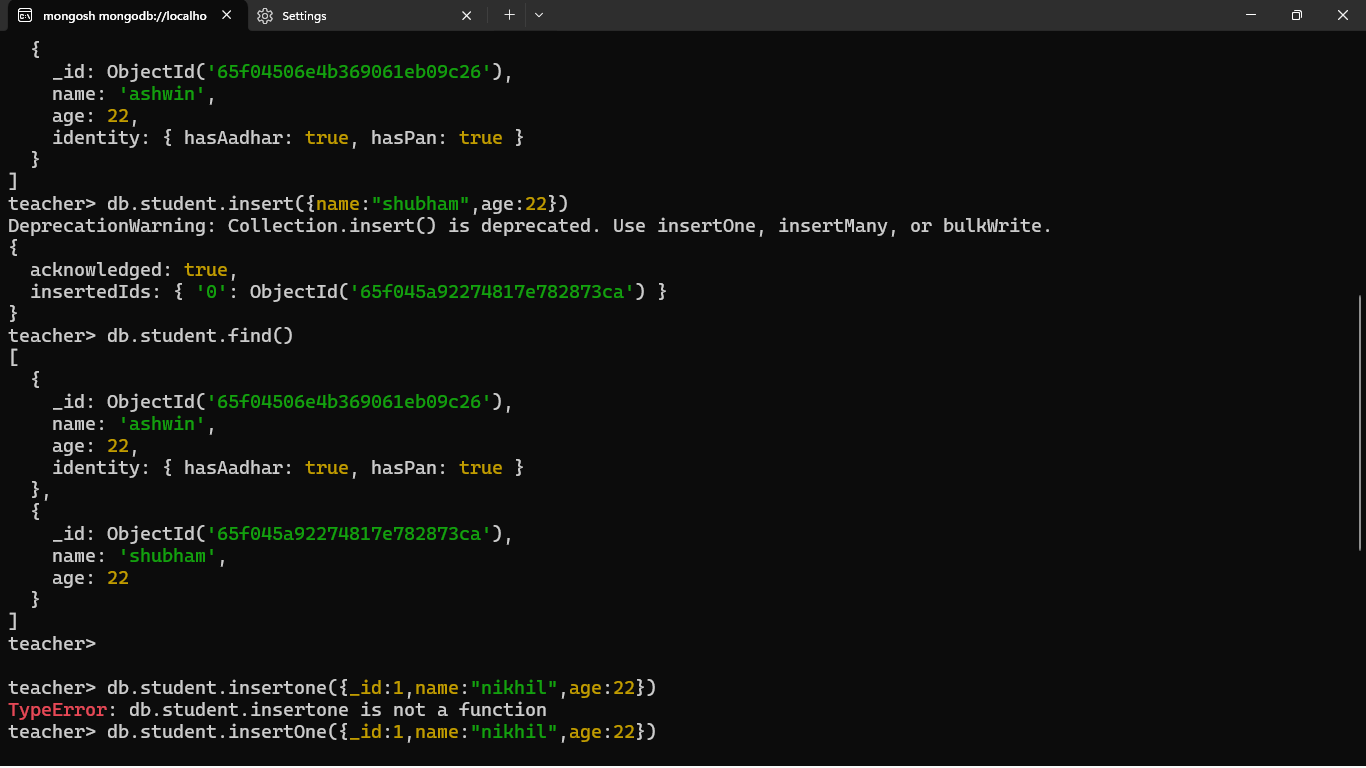 mongosh mongodb://localho
Settings
{
_id: ObjectId('65f04506e4b369061eb09c26'),
name: 'ashwin',
age: 22,
identity: { hasAadhar: true, hasPan: true }
}
]
teacher> db.student.insert({name:"shubham",age:22})
DeprecationWarning: Collection.insert() is deprecated. Use insertOne, insertMany, or bulkWrite.
{
acknowledged: true,
insertedIds: { '0': ObjectId('65f045a92274817e782873ca') }
}
teacher> db.student.find()
[
{
_id: ObjectId('65f04506e4b369061eb09c26'),
name: 'ashwin',
age: 22,
identity: { hasAadhar: true, hasPan: true }
},
{
_id: ObjectId('65f045a92274817e782873ca'),
name: 'shubham',
age: 22
}
]
teacher>
teacher> db.student.insertone({_id:1,name:"nikhil",age:22})
TypeError: db.student.insertone is not a function
teacher> db.student.insertOne({_id:1,name:"nikhil",age:22})